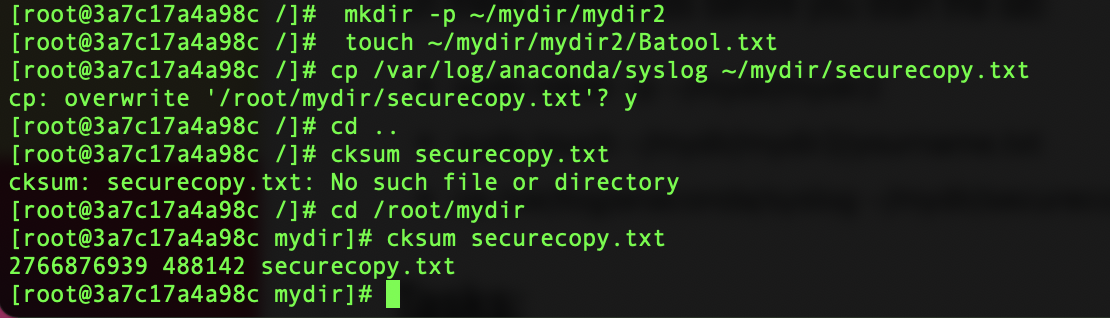 [root@3a7c17a4a98c /]#  mkdir -p ~/mydir/mydir2
[root@3a7c17a4a98c /]#  touch ~/mydir/mydir2/Batool.txt
[root@3a7c17a4a98c /]# cp /var/log/anaconda/syslog ~/mydir/securecopy.txt
cp: overwrite '/root/mydir/securecopy.txt'? y
[root@3a7c17a4a98c /]# cd ..
[root@3a7c17a4a98c /]# cksum securecopy.txt
cksum: securecopy.txt: No such file or directory
[root@3a7c17a4a98c /]# cd /root/mydir
[root@3a7c17a4a98c mydir]# cksum securecopy.txt
2766876939 488142 securecopy.txt
[root@3a7c17a4a98c mydir]#